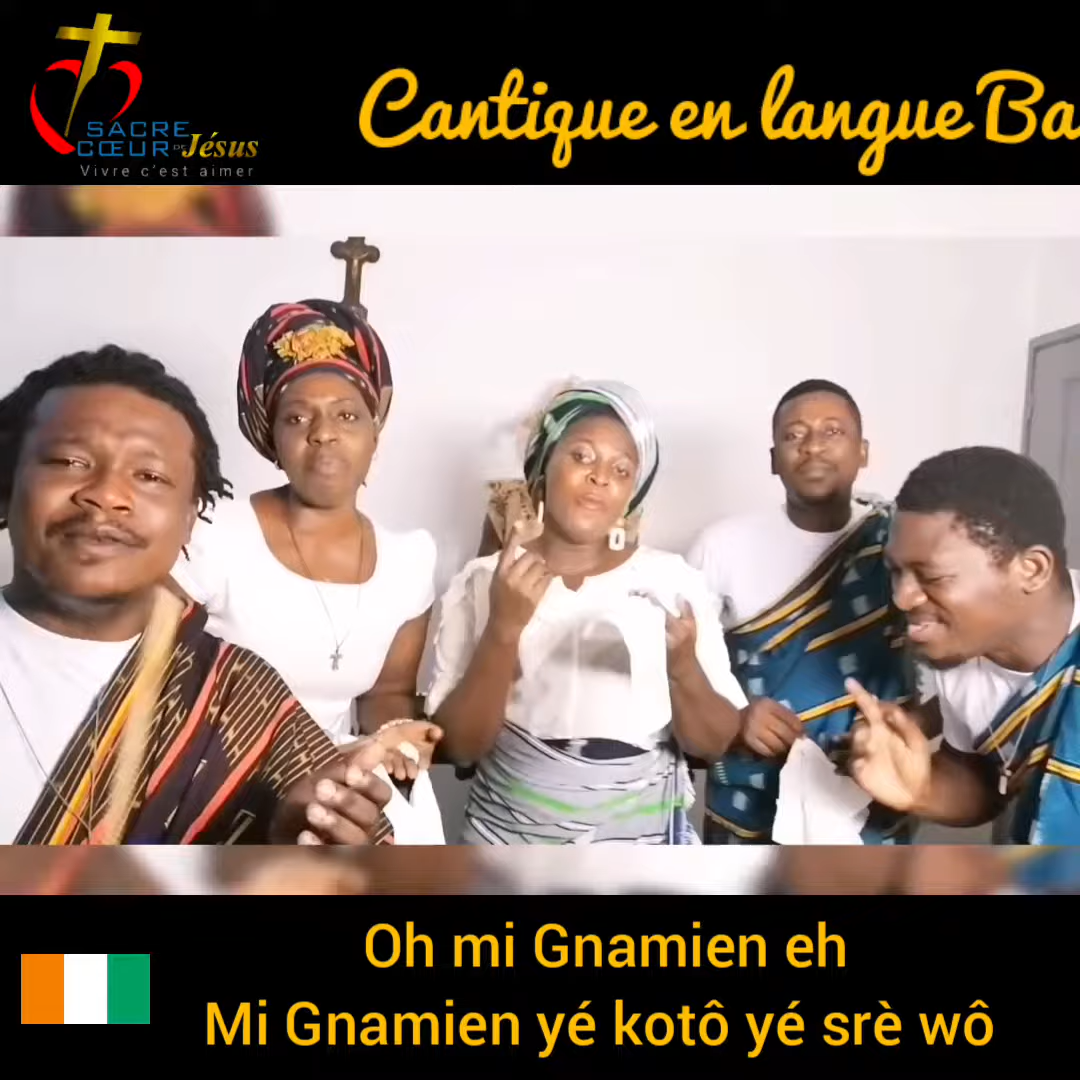 SACRE
CŒUR DE Jésus
Vivre c'est aimer
Cantique en langue Ba
Oh mi Gnamien eh
Mi Gnamien yé kotô yé srè wô